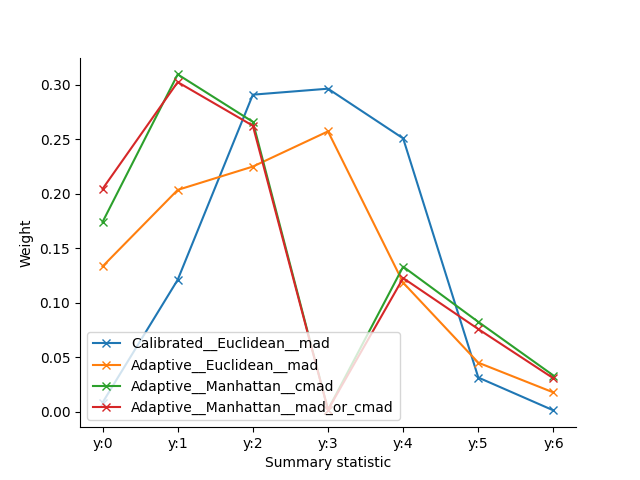 0.30
0.25
0.20
0.15
0.10
0.05
0.00
Weight
Calibrated__Euclidean__mad
Adaptive__Euclidean__mad
Adaptive__Manhattan__cmad
Adaptive__Manhattan__mad_or_cmad
y:0 y:1 y:2 y:3 y:4 y:5 y:6
Summary statistic